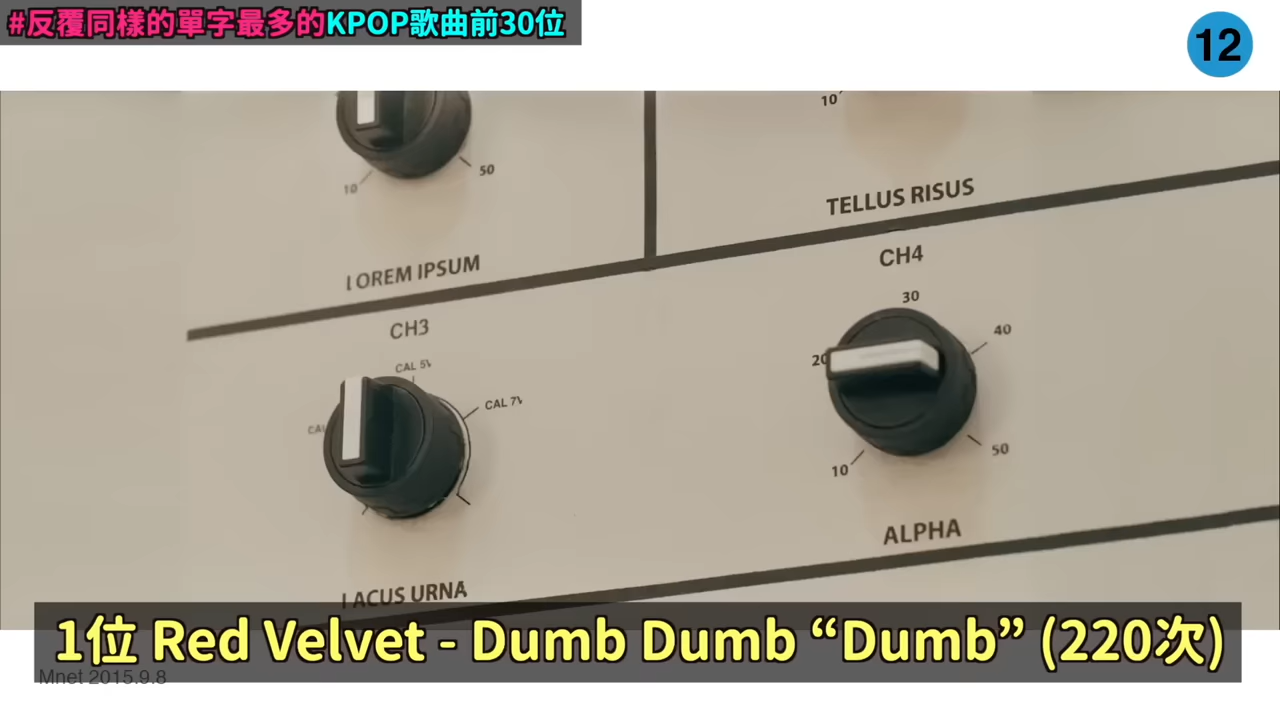 #反覆同樣的單字最多的KPOP歌曲前30位
12
10
50
10
TELLUS RISUS
LOREM IPSUM
CH4
30
40
20
50
10
ALPHA
CH3
CAL 5V
CAL 7V
CAL
LACUS URNA
1位 Red Velvet - Dumb Dumb “Dumb” (220次)
Mnet 2015.9.8